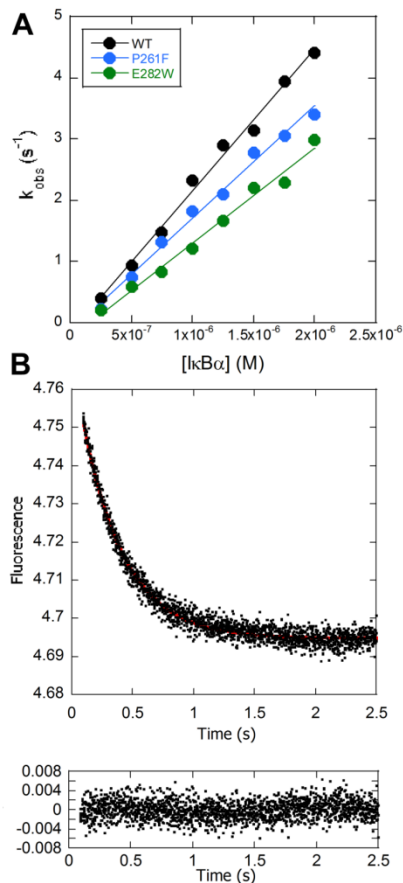 A
WT
P261F
E282W
5
4
3
2
1
0
k_obs (s⁻¹)
0
5x10⁻⁷
1x10⁻⁶
1.5x10⁻⁶
2x10⁻⁶
2.5x10⁻⁶
[IκBα] (M)
B
4.76
4.75
4.74
4.73
4.72
4.71
4.7
4.69
4.68
Fluorescence
0
0.5
1
1.5
2
2.5
Time (s)
0.008
0.004
0
-0.004
-0.008
0
0.5
1
1.5
2
2.5
Time (s)